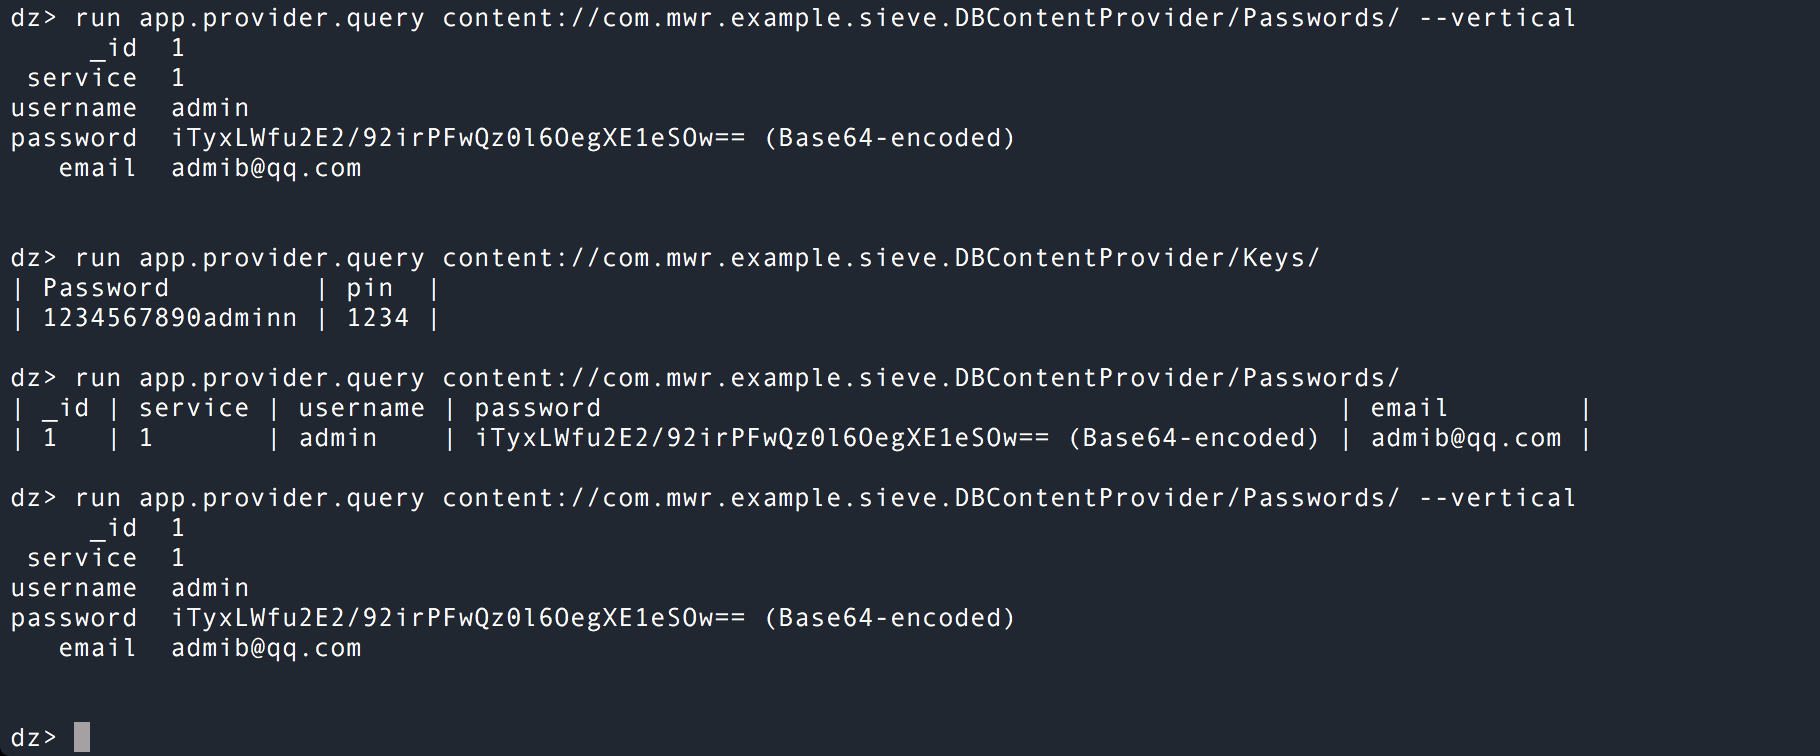 dz> run app.provider.query content://com.mwr.example.sieve.DBContentProvider/Passwords/ --vertical
     _id  1
 service  1
username  admin
password  iTyxLWfu2E2/92irPFwQz0l6OegXE1eSOw== (Base64-encoded)
   email  admib@qq.com
dz> run app.provider.query content://com.mwr.example.sieve.DBContentProvider/Keys/
| Password         | pin  |
| 1234567890adminn | 1234 |
dz> run app.provider.query content://com.mwr.example.sieve.DBContentProvider/Passwords/
| _id | service | username | password                                              | email        |
| 1   | 1       | admin    | iTyxLWfu2E2/92irPFwQz0l6OegXE1eSOw== (Base64-encoded) | admib@qq.com |
dz> run app.provider.query content://com.mwr.example.sieve.DBContentProvider/Passwords/ --vertical
     _id  1
 service  1
username  admin
password  iTyxLWfu2E2/92irPFwQz0l6OegXE1eSOw== (Base64-encoded)
   email  admib@qq.com
dz>